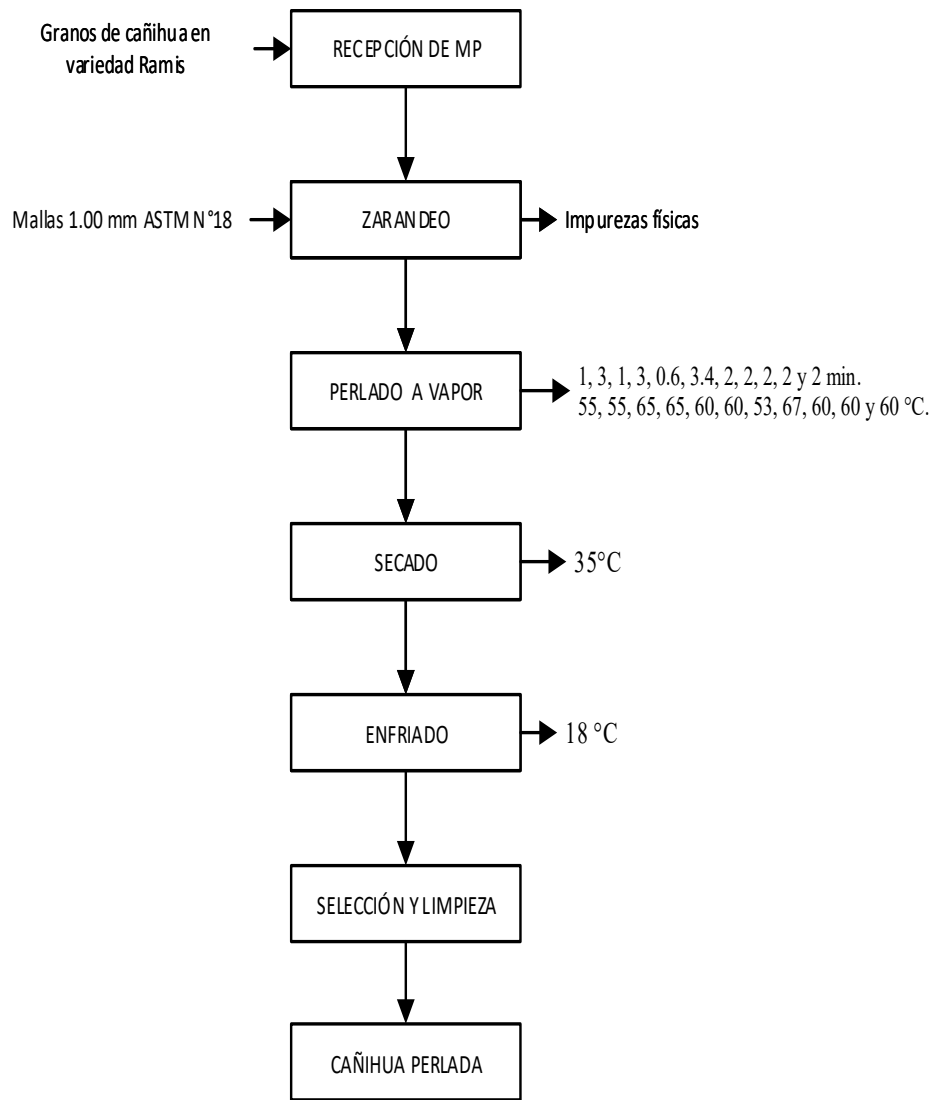 Granos de cañihua en
variedad Ramis
RECEPCIÓN DE MP
Mallas 1.00 mm ASTM N°18
ZARANDEO
Impurezas físicas
PERLADO A VAPOR
1, 3, 1, 3, 0.6, 3.4, 2, 2, 2, 2 y 2 min.
55, 55, 65, 65, 60, 60, 53, 67, 60, 60 y 60 °C.
SECADO
35°C
ENFRIADO
18 °C
SELECCIÓN Y LIMPIEZA
CAÑIHUA PERLADA